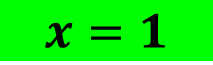 x = 1